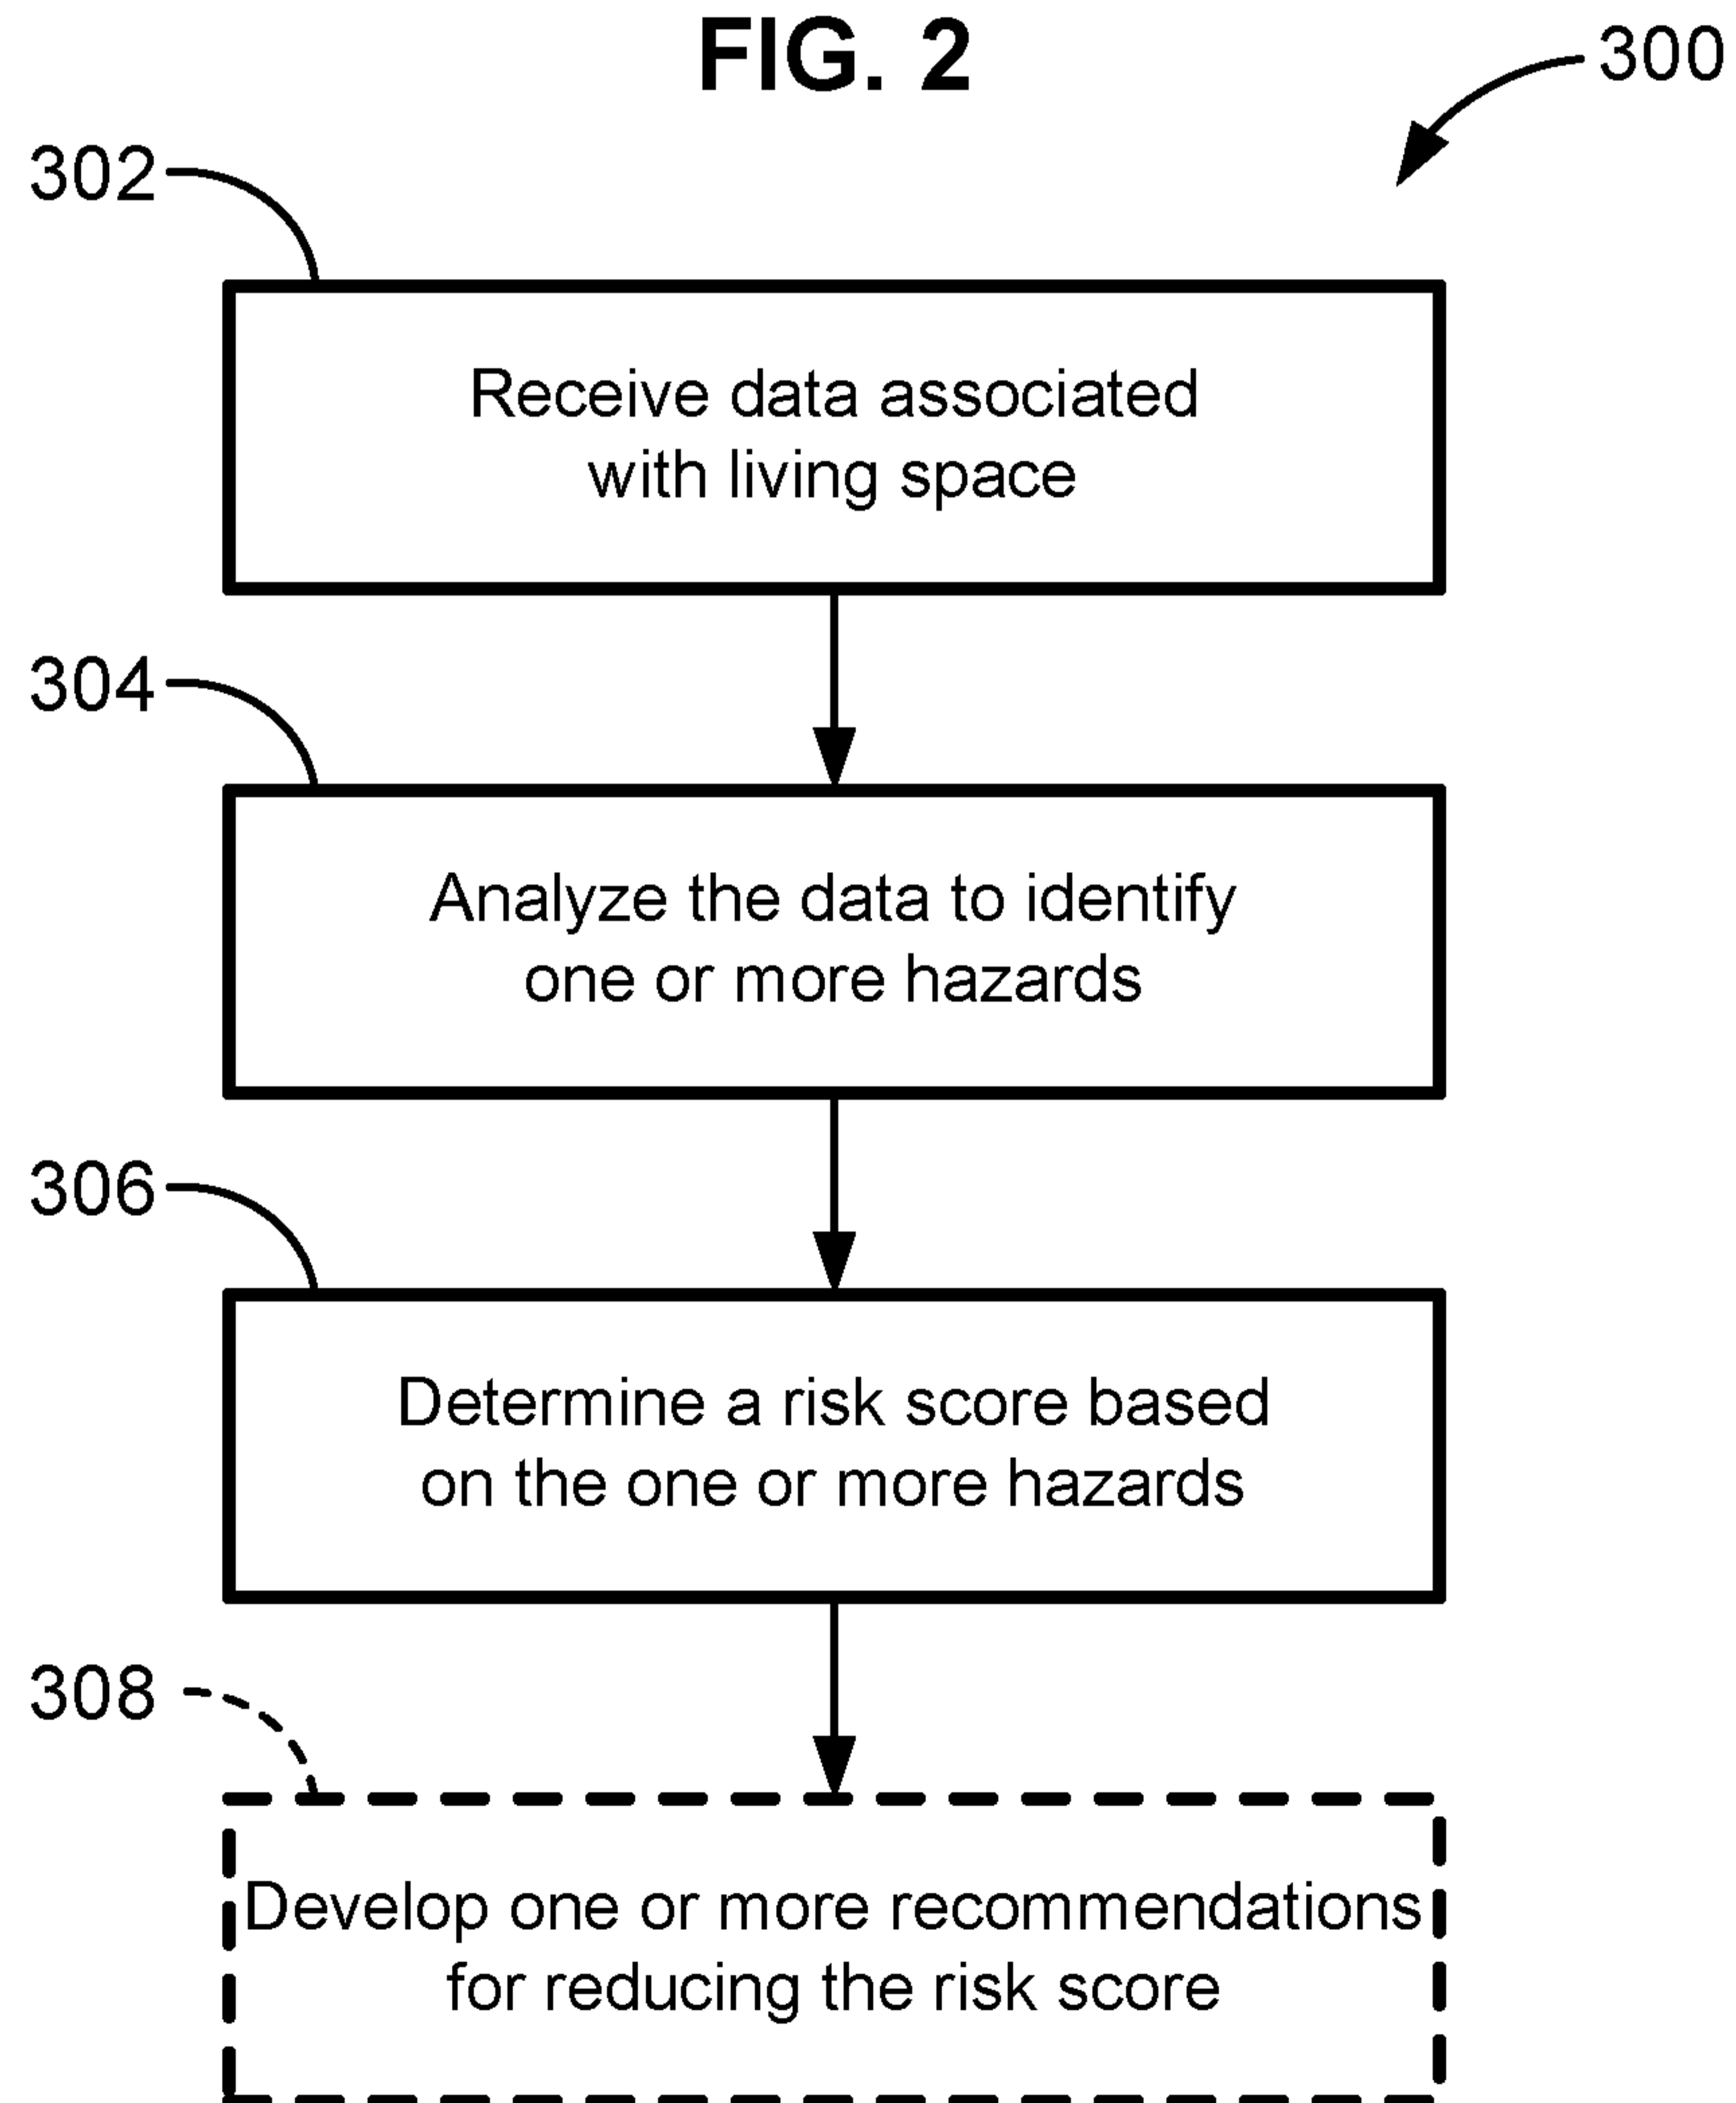 FIG. 2
300
302
Receive data associated
with living space
304
Analyze the data to identify
one or more hazards
306
Determine a risk score based
on the one or more hazards
308
Develop one or more recommendations
for reducing the risk score